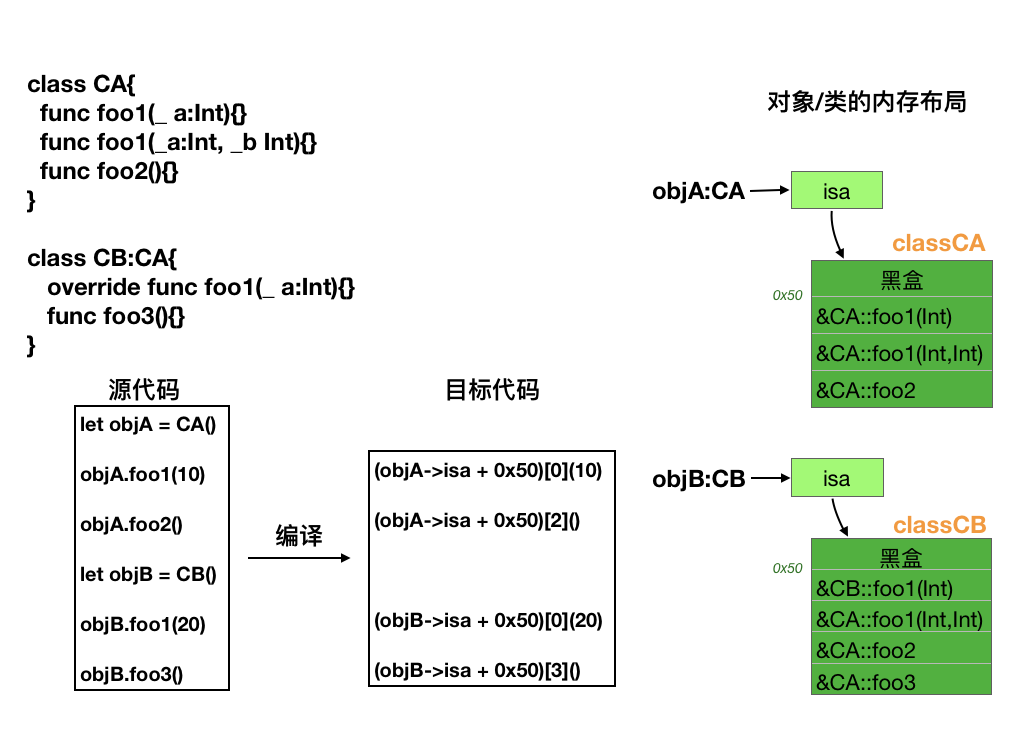 class CA{
func foo1(_ a:Int){}
func foo1(_a:Int, _b Int){}
func foo2(){}
}
class CB:CA{
override func foo1(_ a:Int){}
func foo3(){}
}
源代码
let objA = CA()
objA.foo1(10)
objA.foo2()
let objB = CB()
objB.foo1(20)
objB.foo3()
编译
目标代码
(objA->isa + 0x50)[0](10)
(objA->isa + 0x50)[2]()
(objB->isa + 0x50)[0](20)
(objB->isa + 0x50)[3]()
对象/类的内存布局
objA:CA
isa
classCA
黑盒
0x50
&CA::foo1(Int)
&CA::foo1(Int,Int)
&CA::foo2
objB:CB
isa
classCB
黑盒
0x50
&CB::foo1(Int)
&CA::foo1(Int,Int)
&CA::foo2
&CA::foo3